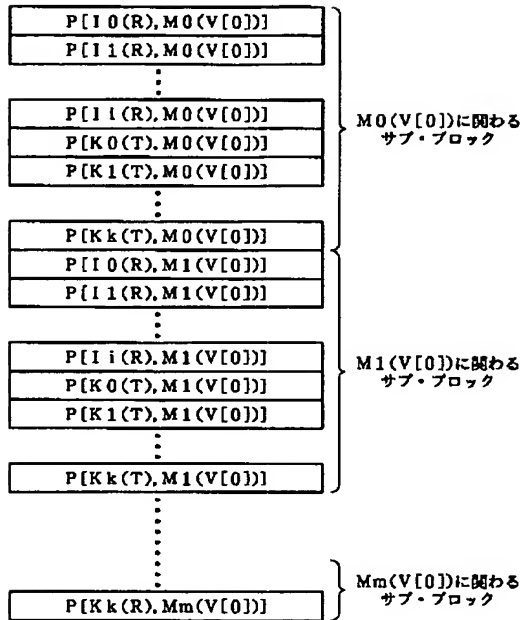 P[I0(R),M0(V[0])]
P[I1(R),M0(V[0])]
P[Ii(R),M0(V[0])]
P[K0(T),M0(V[0])]
P[K1(T),M0(V[0])]
M0(V[0])に関わる
サブ・ブロック
P[Kk(T),M0(V[0])]
P[I0(R),M1(V[0])]
P[I1(R),M1(V[0])]
P[Ii(R),M1(V[0])]
P[K0(T),M1(V[0])]
P[K1(T),M1(V[0])]
M1(V[0])に関わる
サブ・ブロック
P[Kk(T),M1(V[0])]
Mm(V[0])に関わる
サブ・ブロック
P[Kk(R),Mm(V[0])]